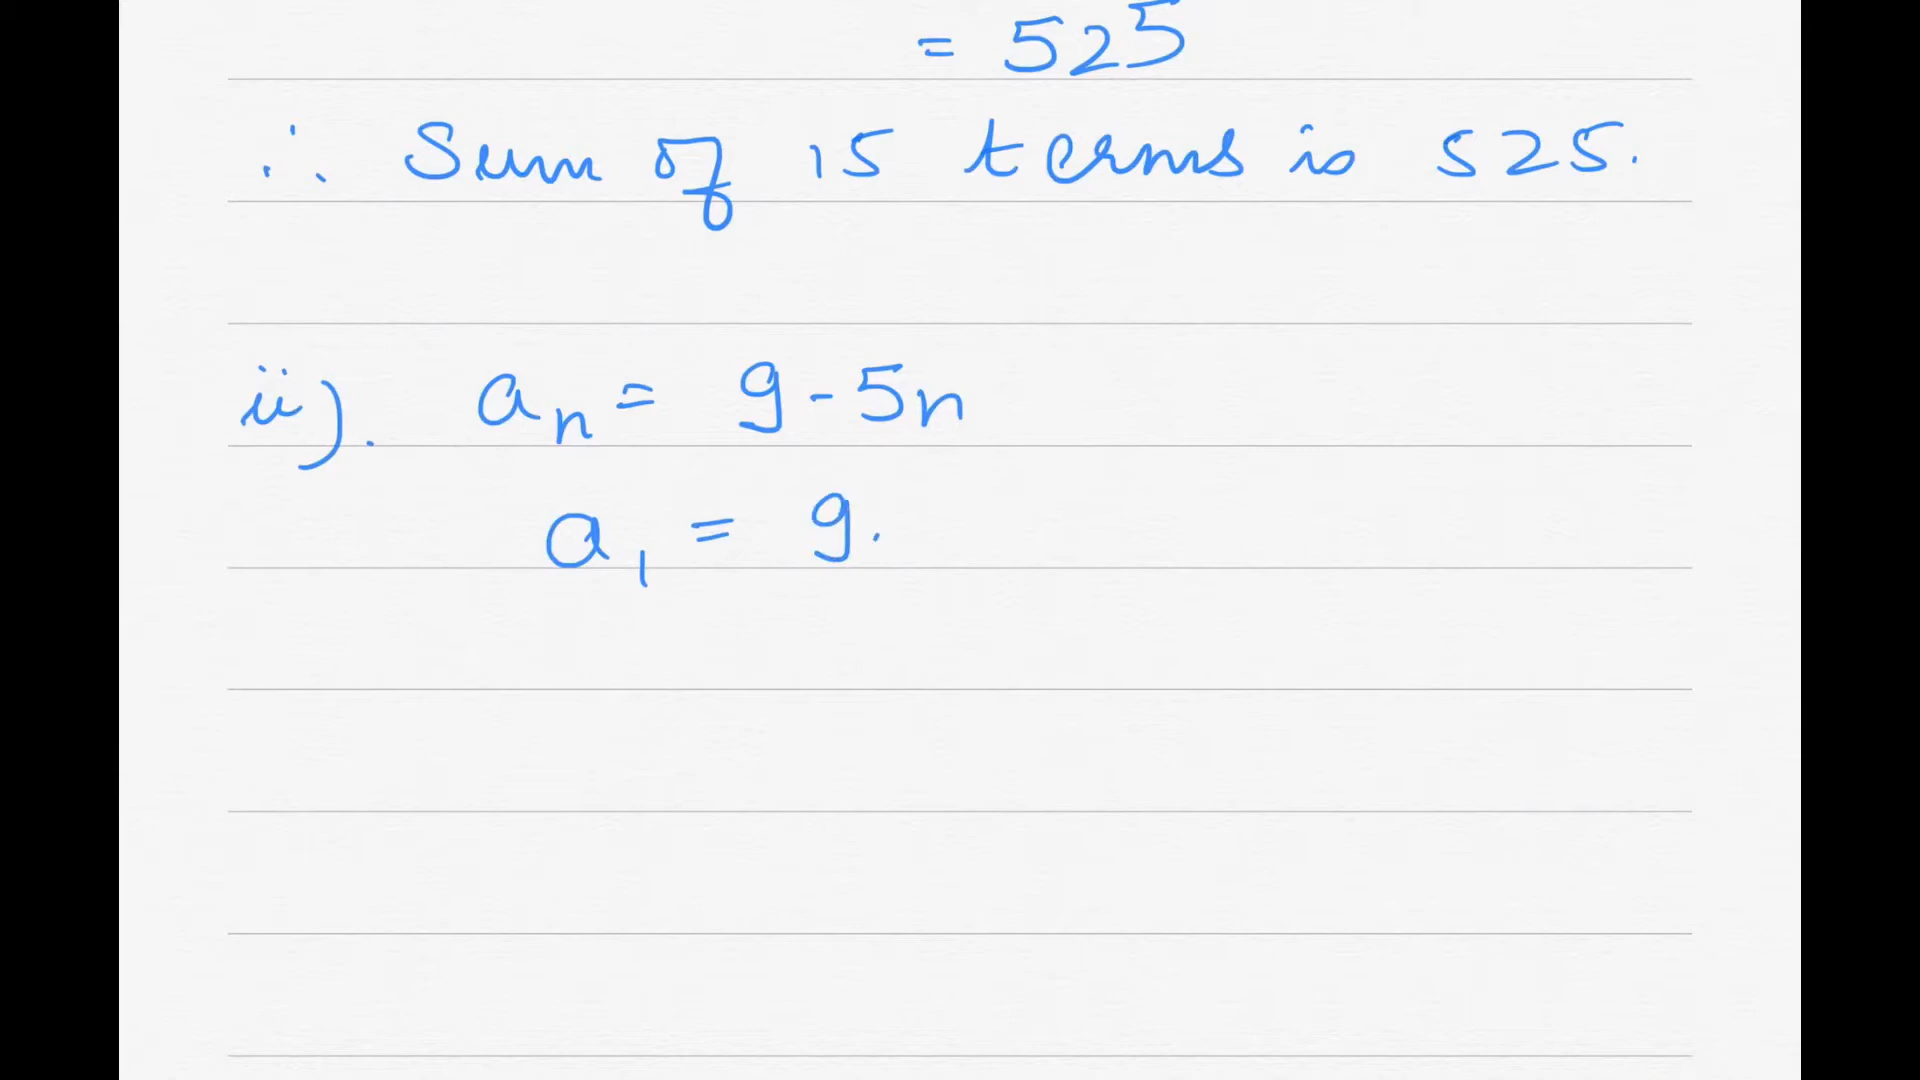 = 525
∴ Sum of 15 terms is 525.
ii). aₙ = 9 - 5n
a₁ = 9.